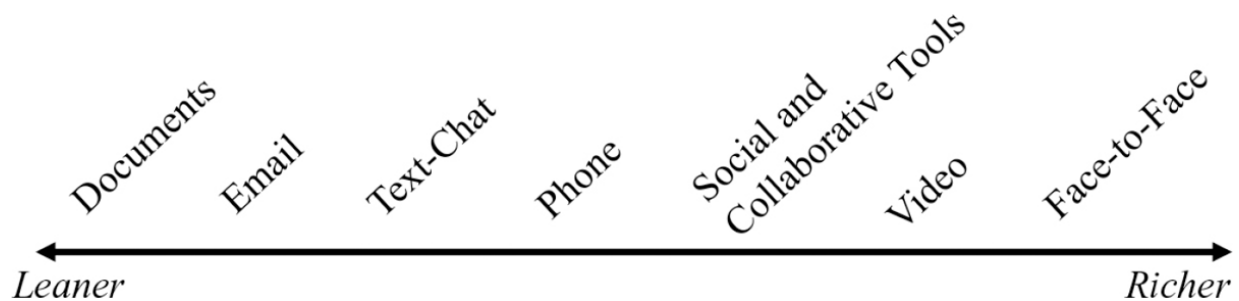 Documents
Email
Text-Chat
Phone
Social and
Collaborative Tools
Video
Face-to-Face
Leaner
Richer